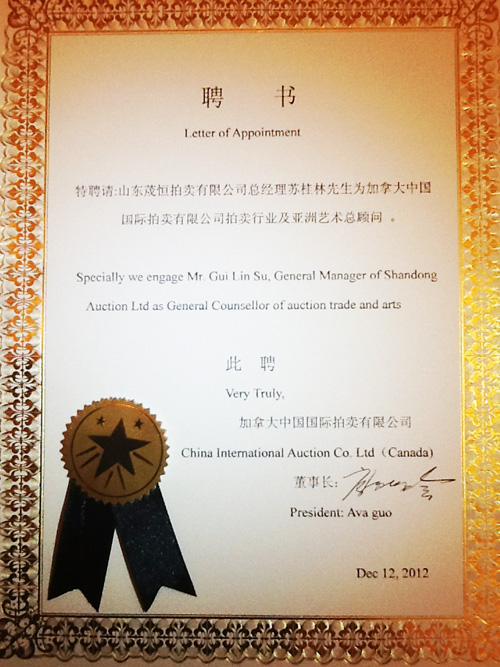 聘 书
Letter of Appointment
特聘请:山东茂恒拍卖有限公司总经理苏桂林先生为加拿大中国
国际拍卖有限公司拍卖行业及亚洲艺术总顾问 。
Specially we engage Mr. Gui Lin Su, General Manager of Shandong
Auction Ltd as General Counsellor of auction trade and arts
此 聘
Very Truly,
加拿大中国国际拍卖有限公司
China International Auction Co. Ltd（Canada)
董事长:
President: Ava guo
Dec 12, 2012